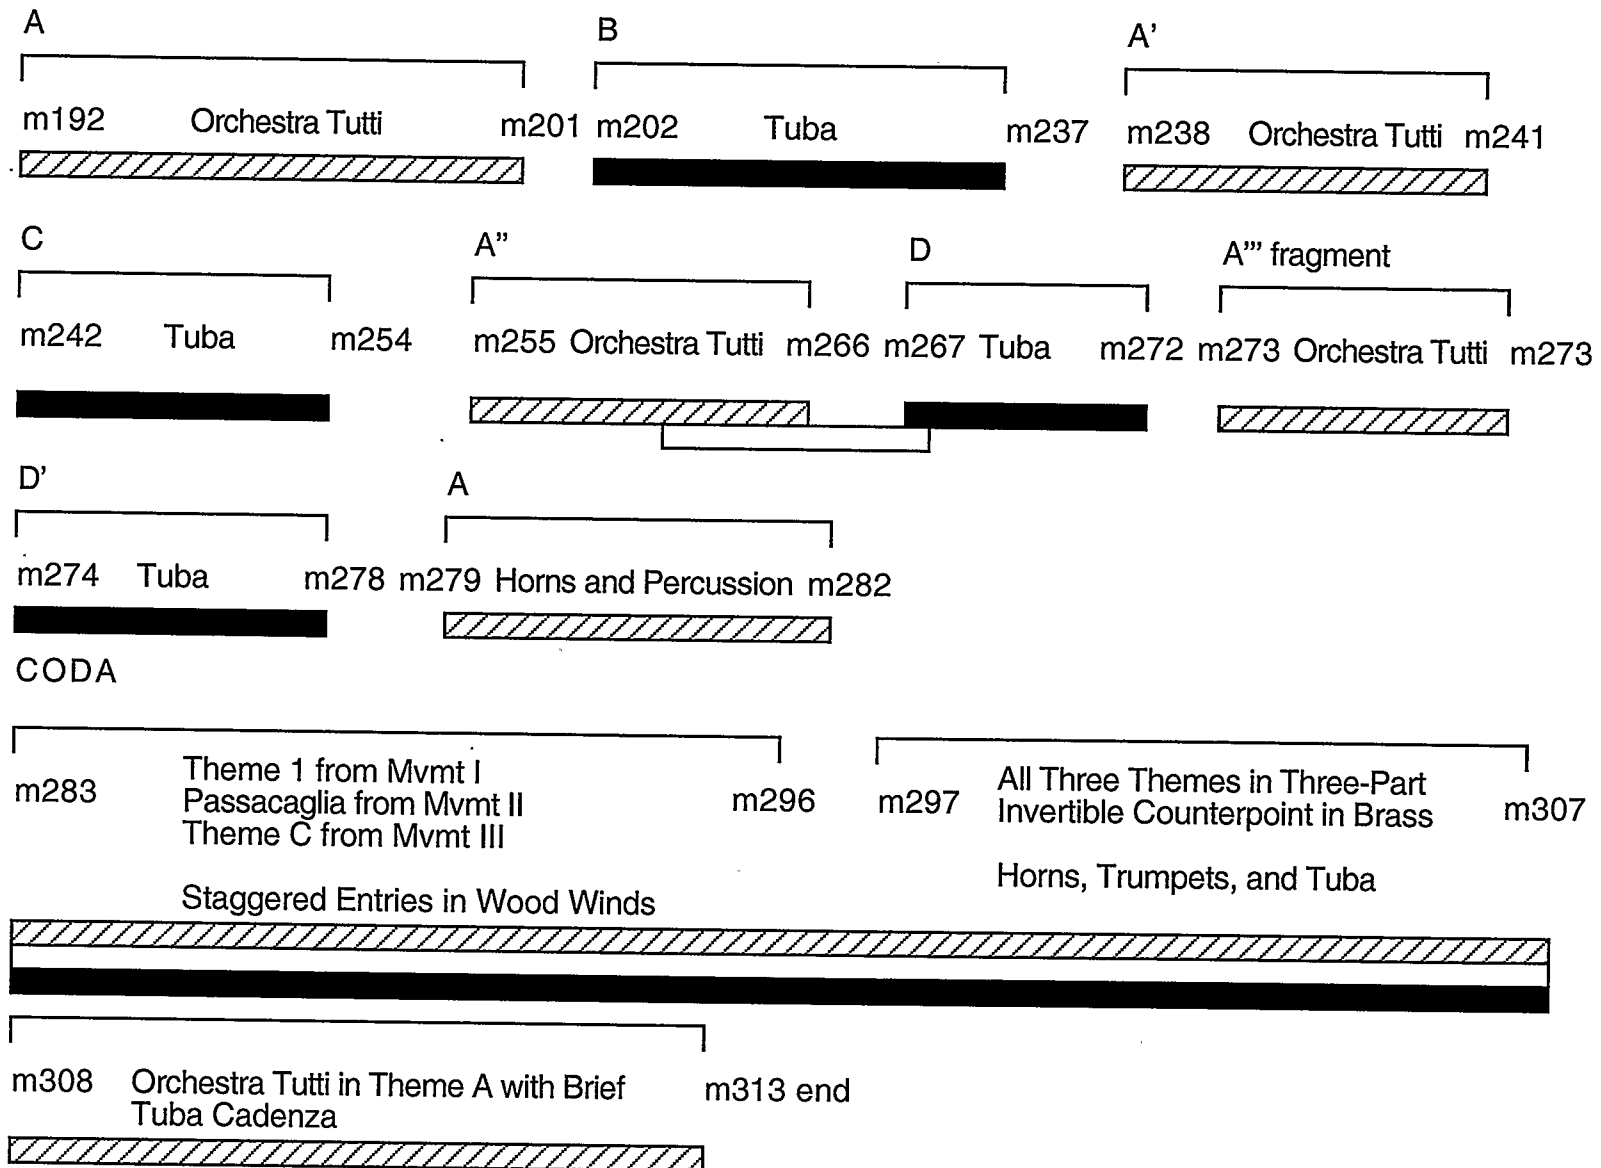 A B A'
m192 Orchestra Tutti m201 m202 Tuba m237 m238 Orchestra Tutti m241
C A" D A"' fragment
m242 Tuba m254 m255 Orchestra Tutti m266 m267 Tuba m272 m273 Orchestra Tutti m273
D' A
m274 Tuba m278 m279 Horns and Percussion m282
CODA
m283 Theme 1 from Mvmt I
Passacaglia from Mvmt II
Theme C from Mvmt III
m296
Staggered Entries in Wood Winds
m297 All Three Themes in Three-Part
Invertible Counterpoint in Brass
m307
Horns, Trumpets, and Tuba
m308 Orchestra Tutti in Theme A with Brief
Tuba Cadenza
m313 end